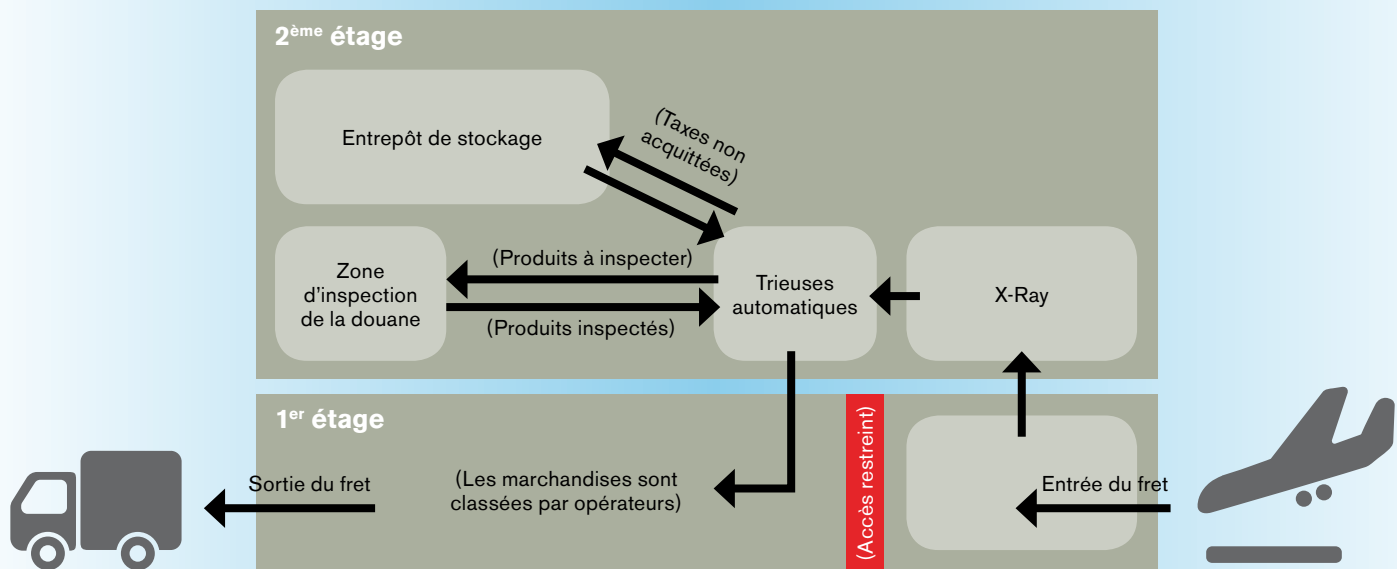 2ème étage
Entrepôt de stockage
(Taxes non
acquittées)
Zone
d'inspection
de la douane
(Produits à inspecter)
(Produits inspectés)
Trieuses
automatiques
X-Ray
1er étage
Sortie du fret
(Les marchandises sont
classées par opérateurs)
(Accès restreint)
Entrée du fret